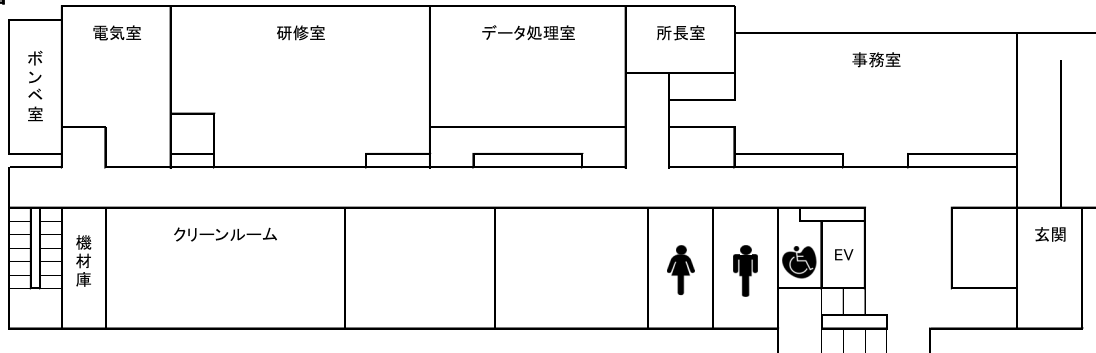 ボンベ室
電気室
研修室
データ処理室
所長室
事務室
機材庫
クリーンルーム
EV
玄関